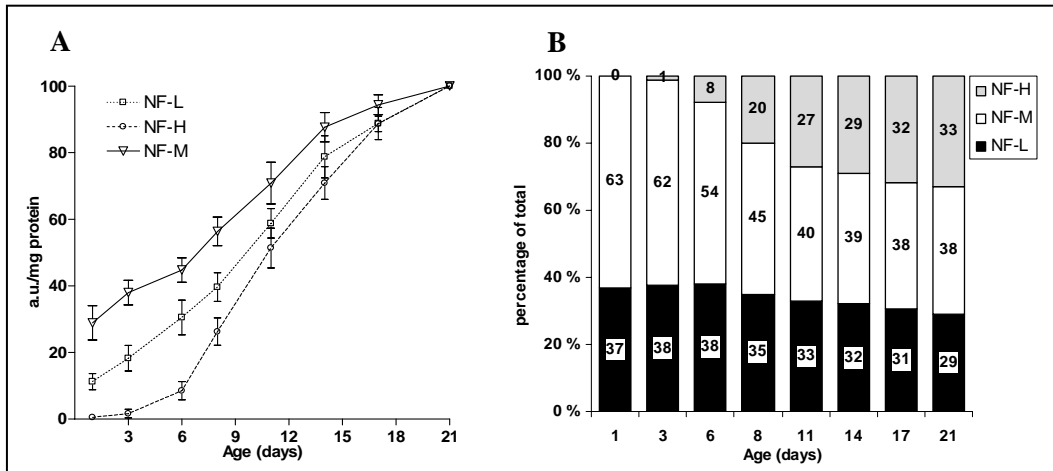 A
NF-L
NF-H
NF-M
a.u./mg protein
100
80
60
40
20
0
3 6 9 12 15 18 21
Age (days)
B
percentage of total
100 %
80 %
60 %
40 %
20 %
0 %
0 1 8 20 27 29 32 33
63 62 54 45 40 39 38 38
37 38 38 35 33 32 31 29
1 3 6 8 11 14 17 21
Age (days)
NF-H
NF-M
NF-L